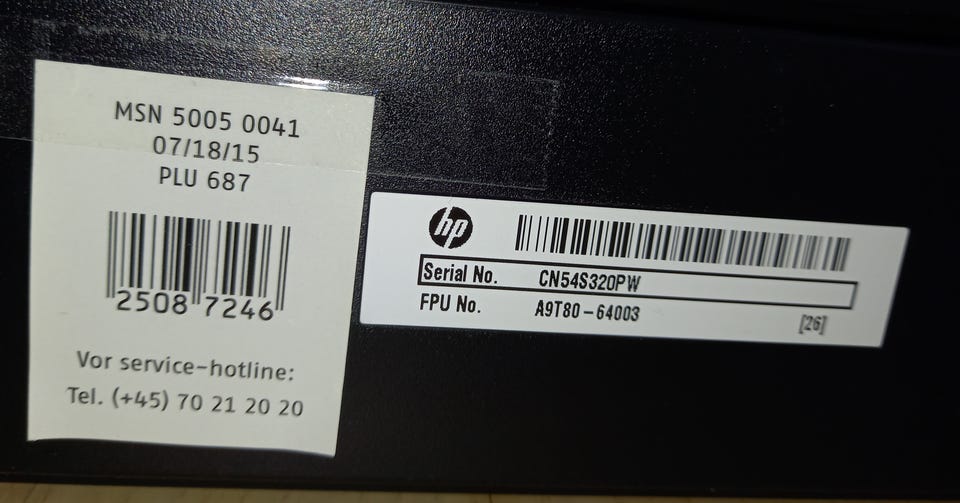 MSN 5005 0041
07/18/15
PLU 687
2508 7246
Vor service-hotline:
Tel. (+45) 70 21 20 20
hp
Serial No. CN54S320PW
FPU No. A9T80-64003
[26]